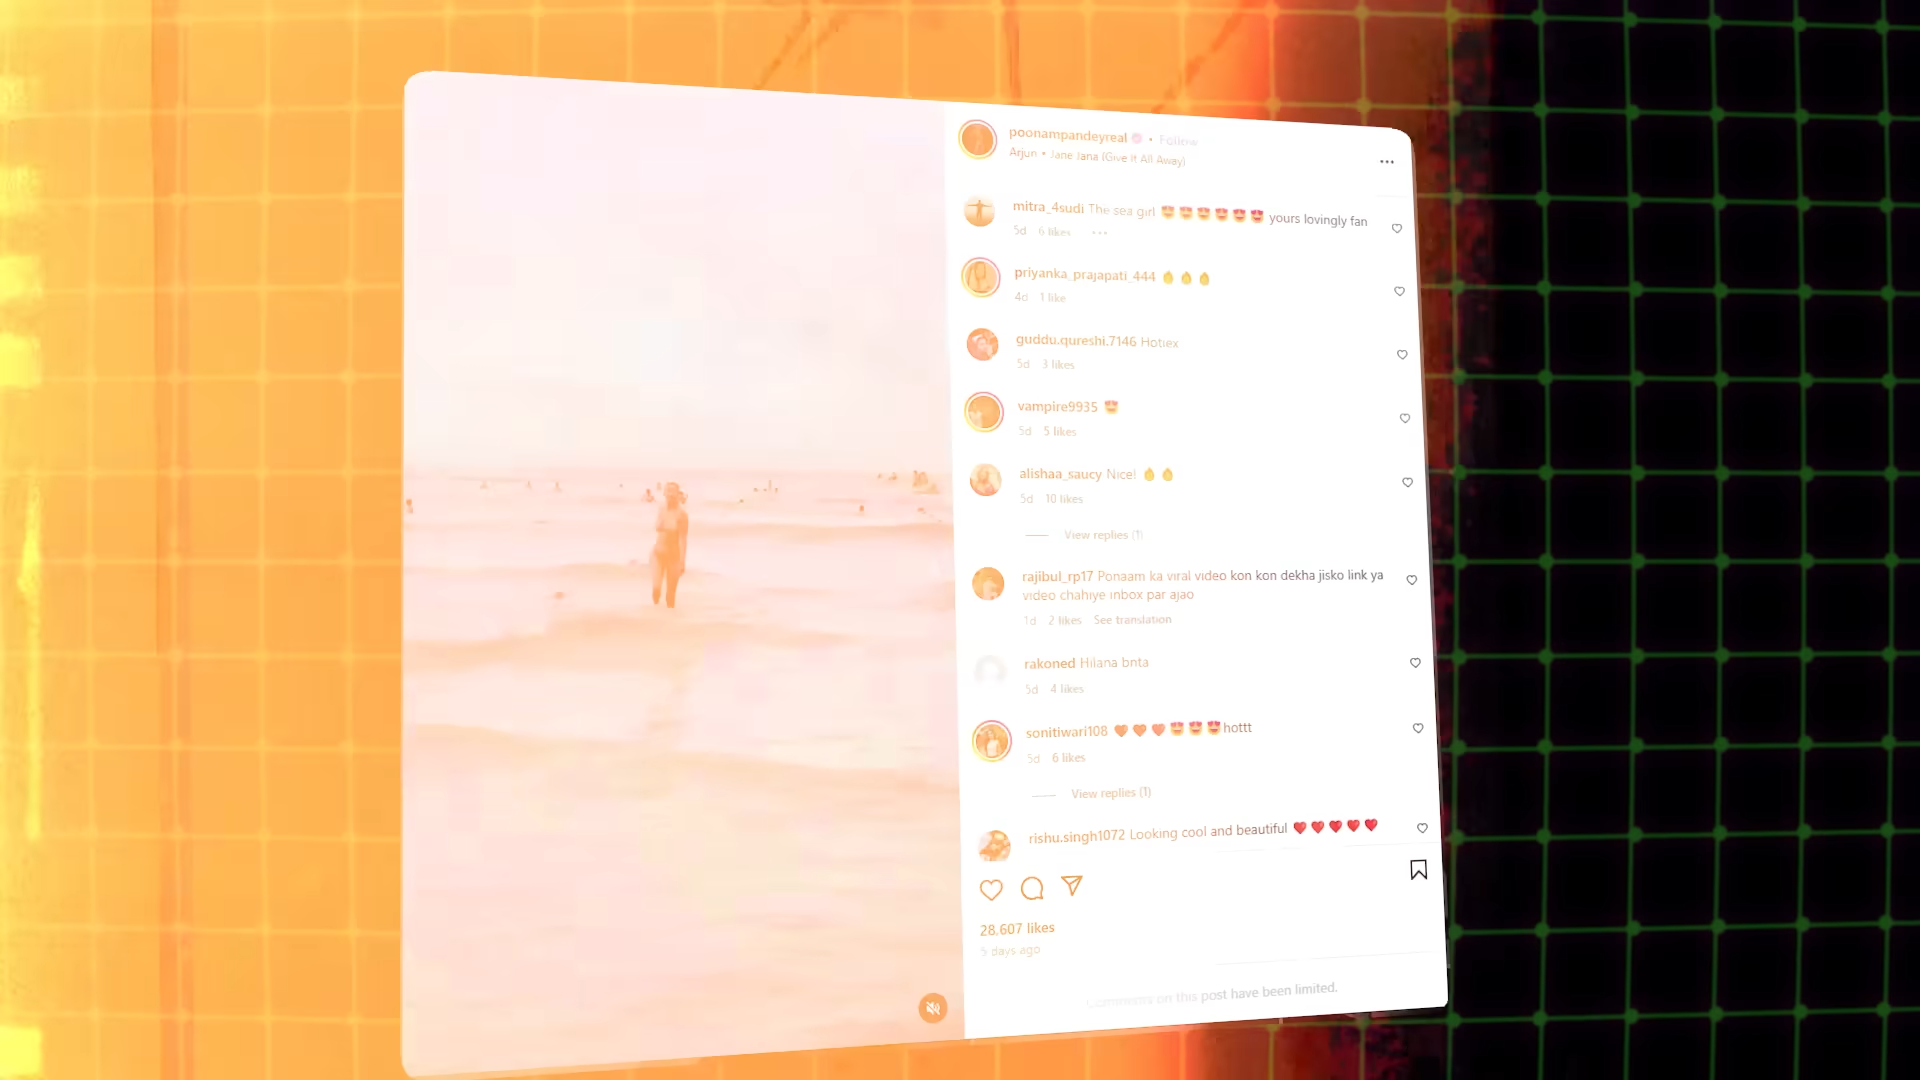 poonampandeyreal • Follow
Arjun • Jane Jana (Give It All Away)
mitra_4sudi The sea girl 😍😍😍😍😍😍 yours lovingly fan
5d 6 likes ...
priyanka_prajapati_444 🔥🔥🔥
4d 1 like
guddu.qureshi.7146 Hotiex
5d 3 likes
vampire9935 😍
5d 5 likes
alishaa_saucy Nice! 🔥🔥
5d 10 likes
View replies (1)
rajibul_rp17 Ponaam ka viral video kon kon dekha jisko link ya
video chahiye inbox par ajao
1d 2 likes See translation
rakoned Hilana bnta
5d 4 likes
sonitiwari108 ❤❤❤😍😍😍hottt
5d 6 likes
View replies (1)
rishu.singh1072 Looking cool and beautiful ❤❤❤❤❤
28,607 likes
5 days ago
Comments on this post have been limited.